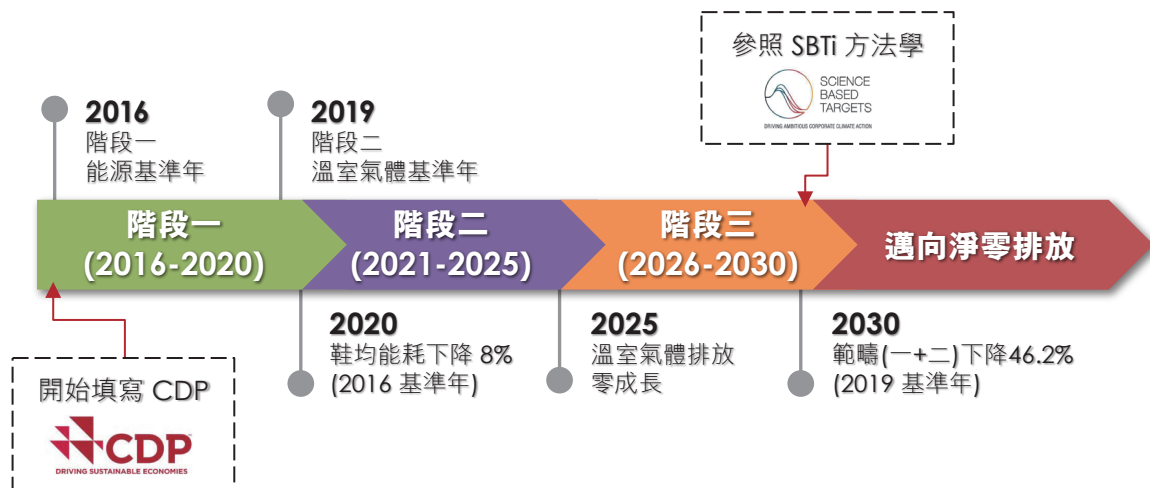 參照 SBTi 方法學
SCIENCE
BASED
TARGETS
DRIVING AMBITIOUS CORPORATE CLIMATE ACTION
2016
階段一
能源基準年
2019
階段二
溫室氣體基準年
階段一
(2016-2020)
階段二
(2021-2025)
階段三
(2026-2030)
邁向淨零排放
2020
鞋均能耗下降 8%
(2016 基準年)
2025
溫室氣體排放
零成長
2030
範疇(一+二)下降46.2%
(2019 基準年)
開始填寫 CDP
CDP
DRIVING SUSTAINABLE ECONOMIES